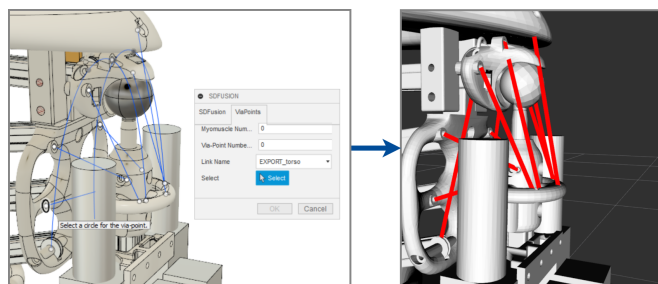 SDFUSION
SDFusion ViaPoints
Myomuscle Num... 0
Via-Point Numbe... 0
Link Name EXPORT_torso
Select Select
OK Cancel
Select a circle for the via-point.